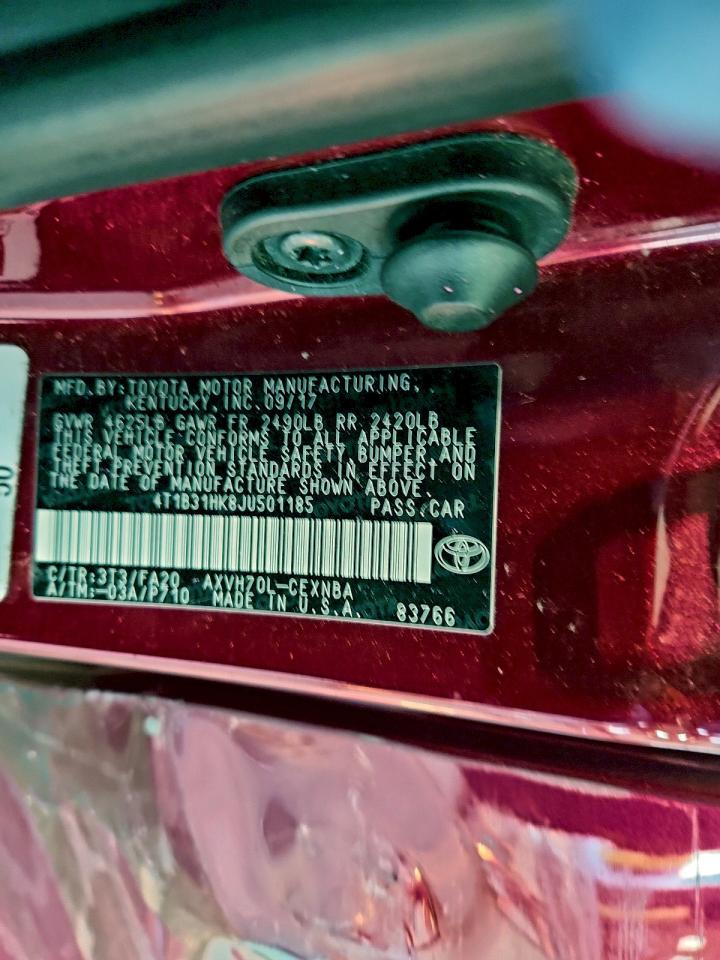 MFD.BY:TOYOTA MOTOR MANUFACTURING,
KENTUCKY, INC.09/17
GVWR 4625LB GAWR FR 2490LB RR 2420LB
THIS VEHICLE CONFORMS TO ALL APPLICABLE
FEDERAL MOTOR VEHICLE SAFETY, BUMPER AND
THEFT PREVENTION STANDARDS IN EFFECT ON
THE DATE OF MANUFACTURE SHOWN ABOVE.
4T1B31HK8JU501185 PASS.CAR
C/TR:3T3/FA20 AXVH70L-CEXNBA
A/TM:-03A/P710 MADE IN U.S.A. 83766